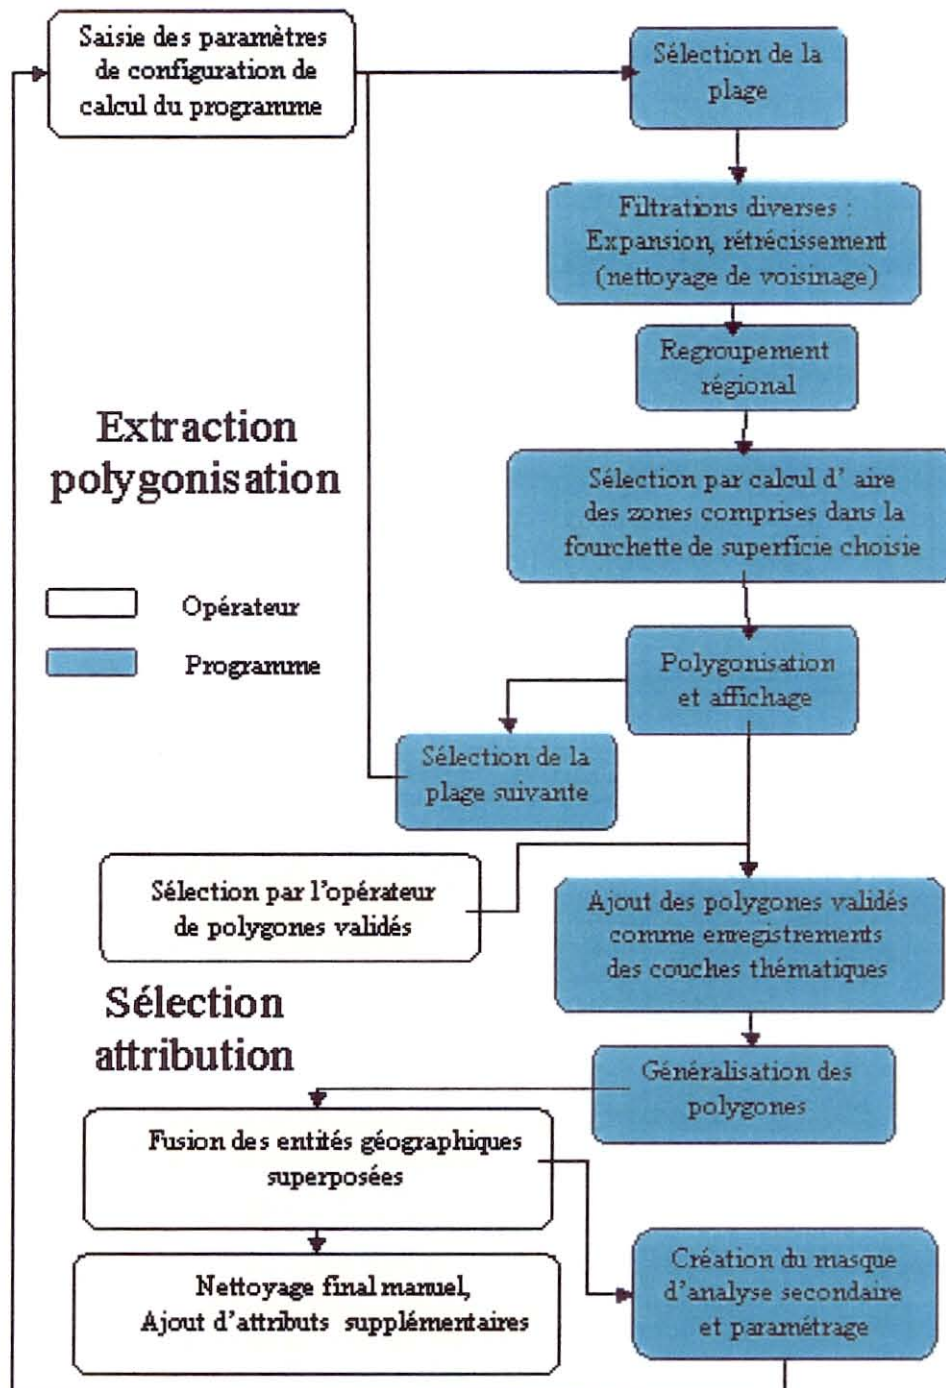 Saisie des paramètres
de configuration de
calcul du programme
Sélection de la
plage
Filtrations diverses :
Expansion, rétrécissement
(nettoyage de voisinage)
Regroupement
régional
Extraction
polygonisation
Sélection par calcul d' aire
des zones comprises dans la
fourchette de superficie choisie
Opérateur
Programme
Polygonisation
et affichage
Sélection de la
plage suivante
Sélection par l'opérateur
de polygones validés
Ajout des polygones validés
comme enregistrements
des couches thématiques
Sélection
attribution
Généralisation des
polygones
Fusion des entités géographiques
superposées
Nettoyage final manuel,
Ajout d'attributs supplémentaires
Création du masque
d'analyse secondaire
et paramétrage